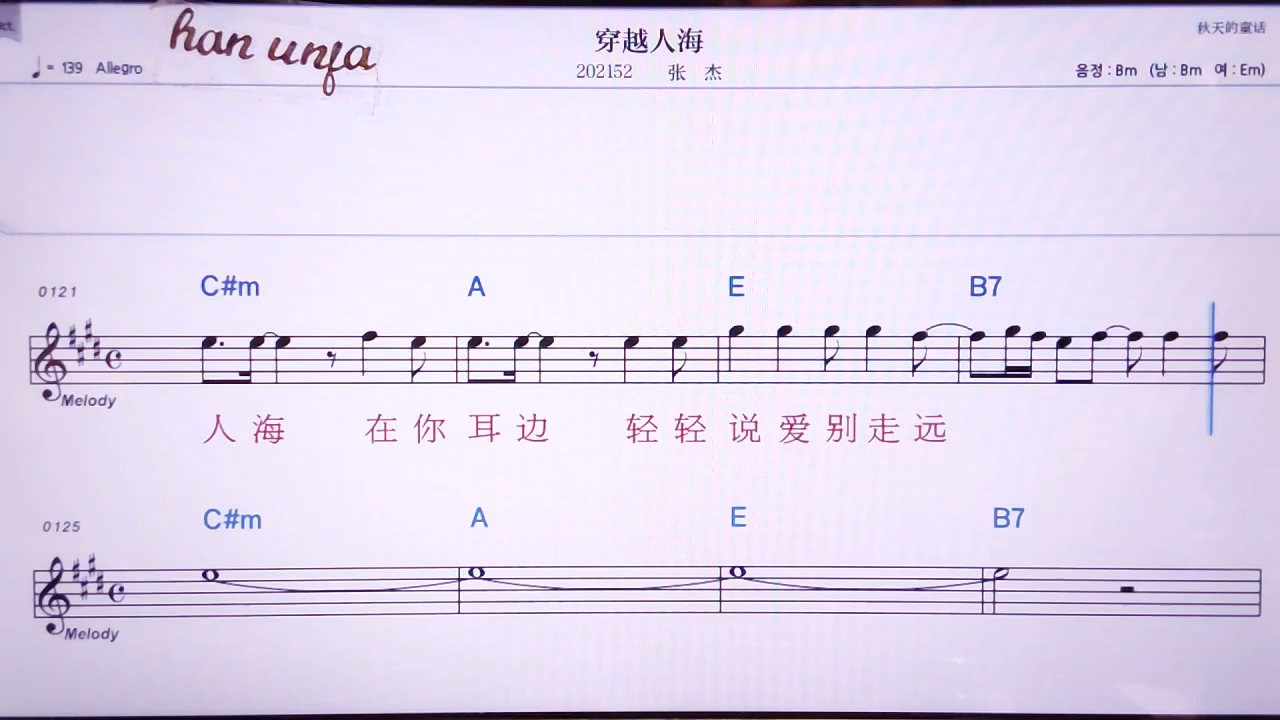 han unfa
穿越人海
秋天的童话
♩= 139 Allegro
202152 张 杰
음정 : Bm (남 : Bm 여 : Em)
0121
C#m A E B7
Melody
人 海 在 你 耳 边 轻 轻 说 爱 别 走 远
0125
C#m A E B7
Melody